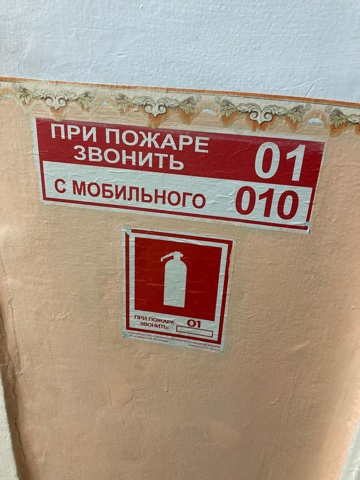 ПРИ ПОЖАРЕ
ЗВОНИТЬ
01
С МОБИЛЬНОГО 010
ПРИ ПОЖАРЕ
ЗВОНИТЬ:
01